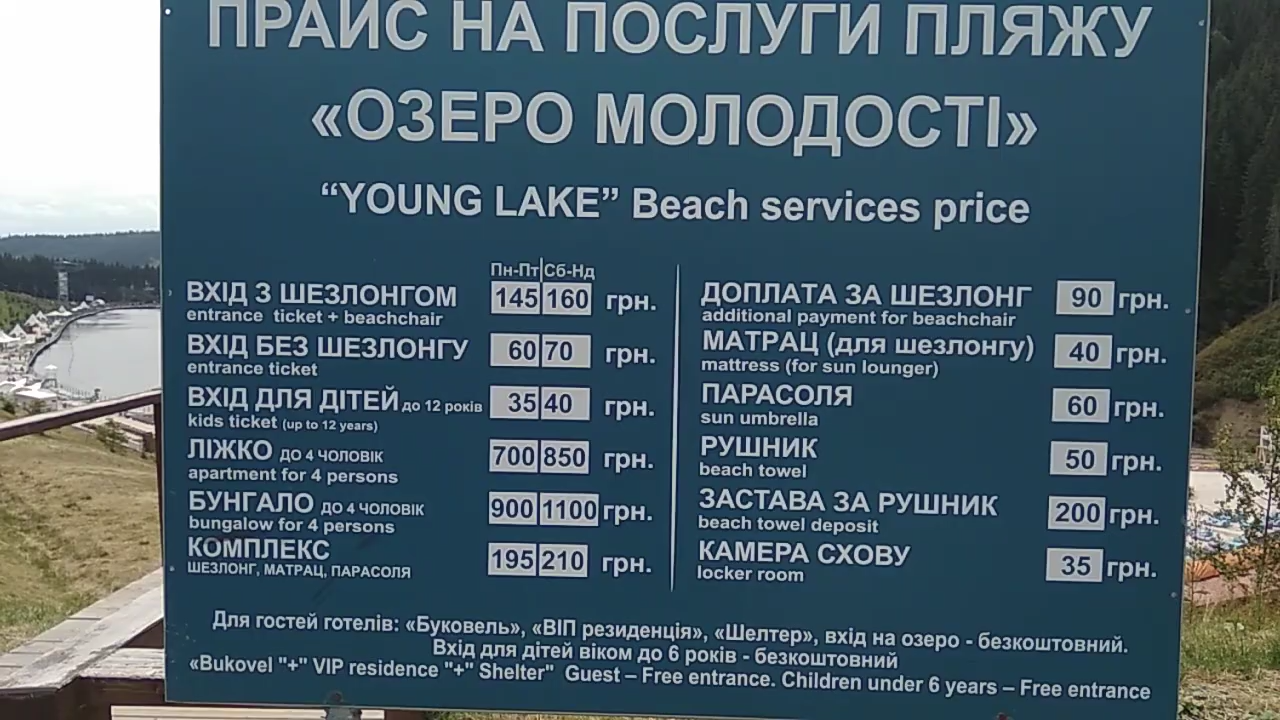 ПРАЙС НА ПОСЛУГИ ПЛЯЖУ
«ОЗЕРО МОЛОДОСТІ»
“YOUNG LAKE” Beach services price
Пн-Пт Сб-Нд
ВХІД З ШЕЗЛОНГОМ 145 160 грн.
entrance ticket + beachchair
ВХІД БЕЗ ШЕЗЛОНГУ 60 70 грн.
entrance ticket
ВХІД ДЛЯ ДІТЕЙ до 12 років 35 40 грн.
kids ticket (up to 12 years)
ЛІЖКО ДО 4 ЧОЛОВІК 700 850 грн.
apartment for 4 persons
БУНГАЛО ДО 4 ЧОЛОВІК 900 1100 грн.
bungalow for 4 persons
КОМПЛЕКС 195 210 грн.
ШЕЗЛОНГ, МАТРАЦ, ПАРАСОЛЯ
ДОПЛАТА ЗА ШЕЗЛОНГ 90 грн.
additional payment for beachchair
МАТРАЦ (для шезлонгу) 40 грн.
mattress (for sun lounger)
ПАРАСОЛЯ 60 грн.
sun umbrella
РУШНИК 50 грн.
beach towel
ЗАСТАВА ЗА РУШНИК 200 грн.
beach towel deposit
КАМЕРА СХОВУ 35 грн.
locker room
Для гостей готелів: «Буковель», «ВІП резиденція», «Шелтер», вхід на озеро - безкоштовний.
Вхід для дітей віком до 6 років - безкоштовний
«Bukovel "+" VIP residence "+" Shelter" Guest – Free entrance. Children under 6 years – Free entrance